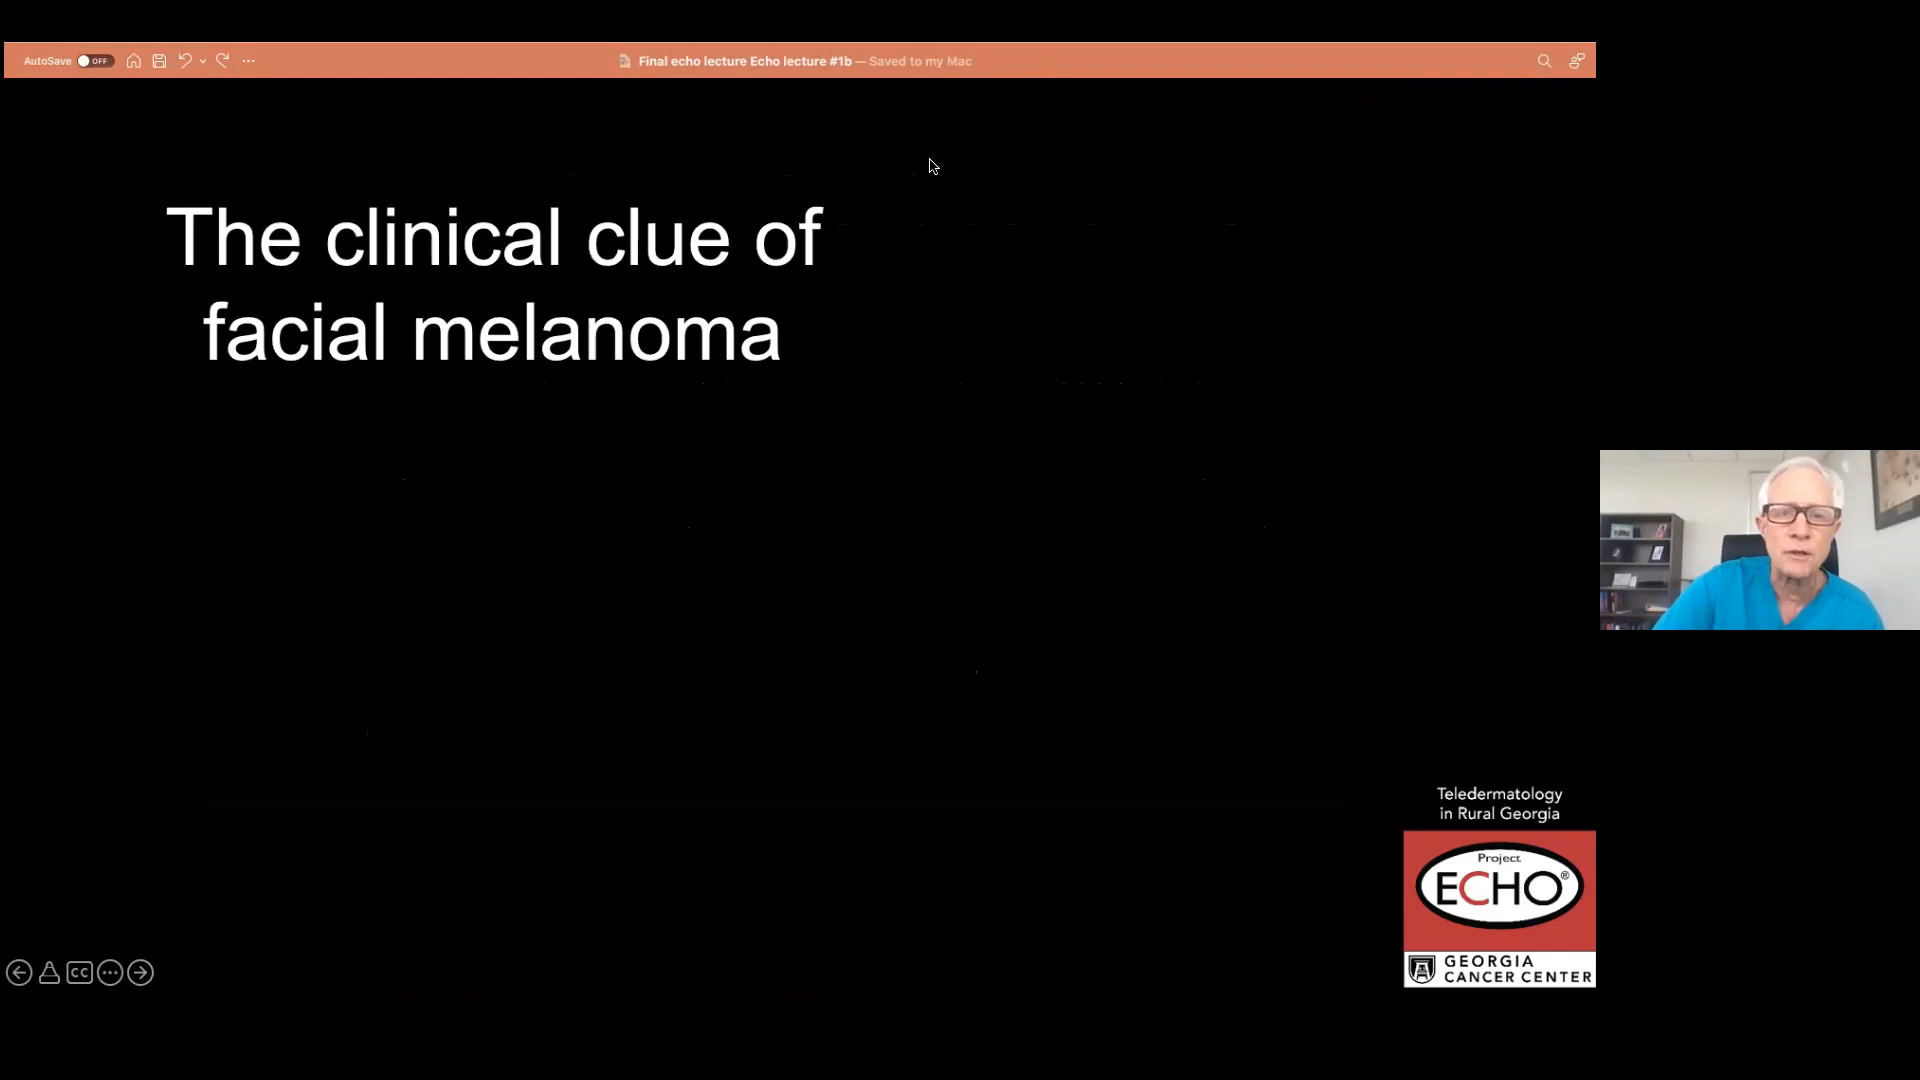 AutoSave OFF
Final echo lecture Echo lecture #1b — Saved to my Mac
The clinical clue of
facial melanoma
Teledermatology
in Rural Georgia
Project
ECHO®
GEORGIA
CANCER CENTER
CC